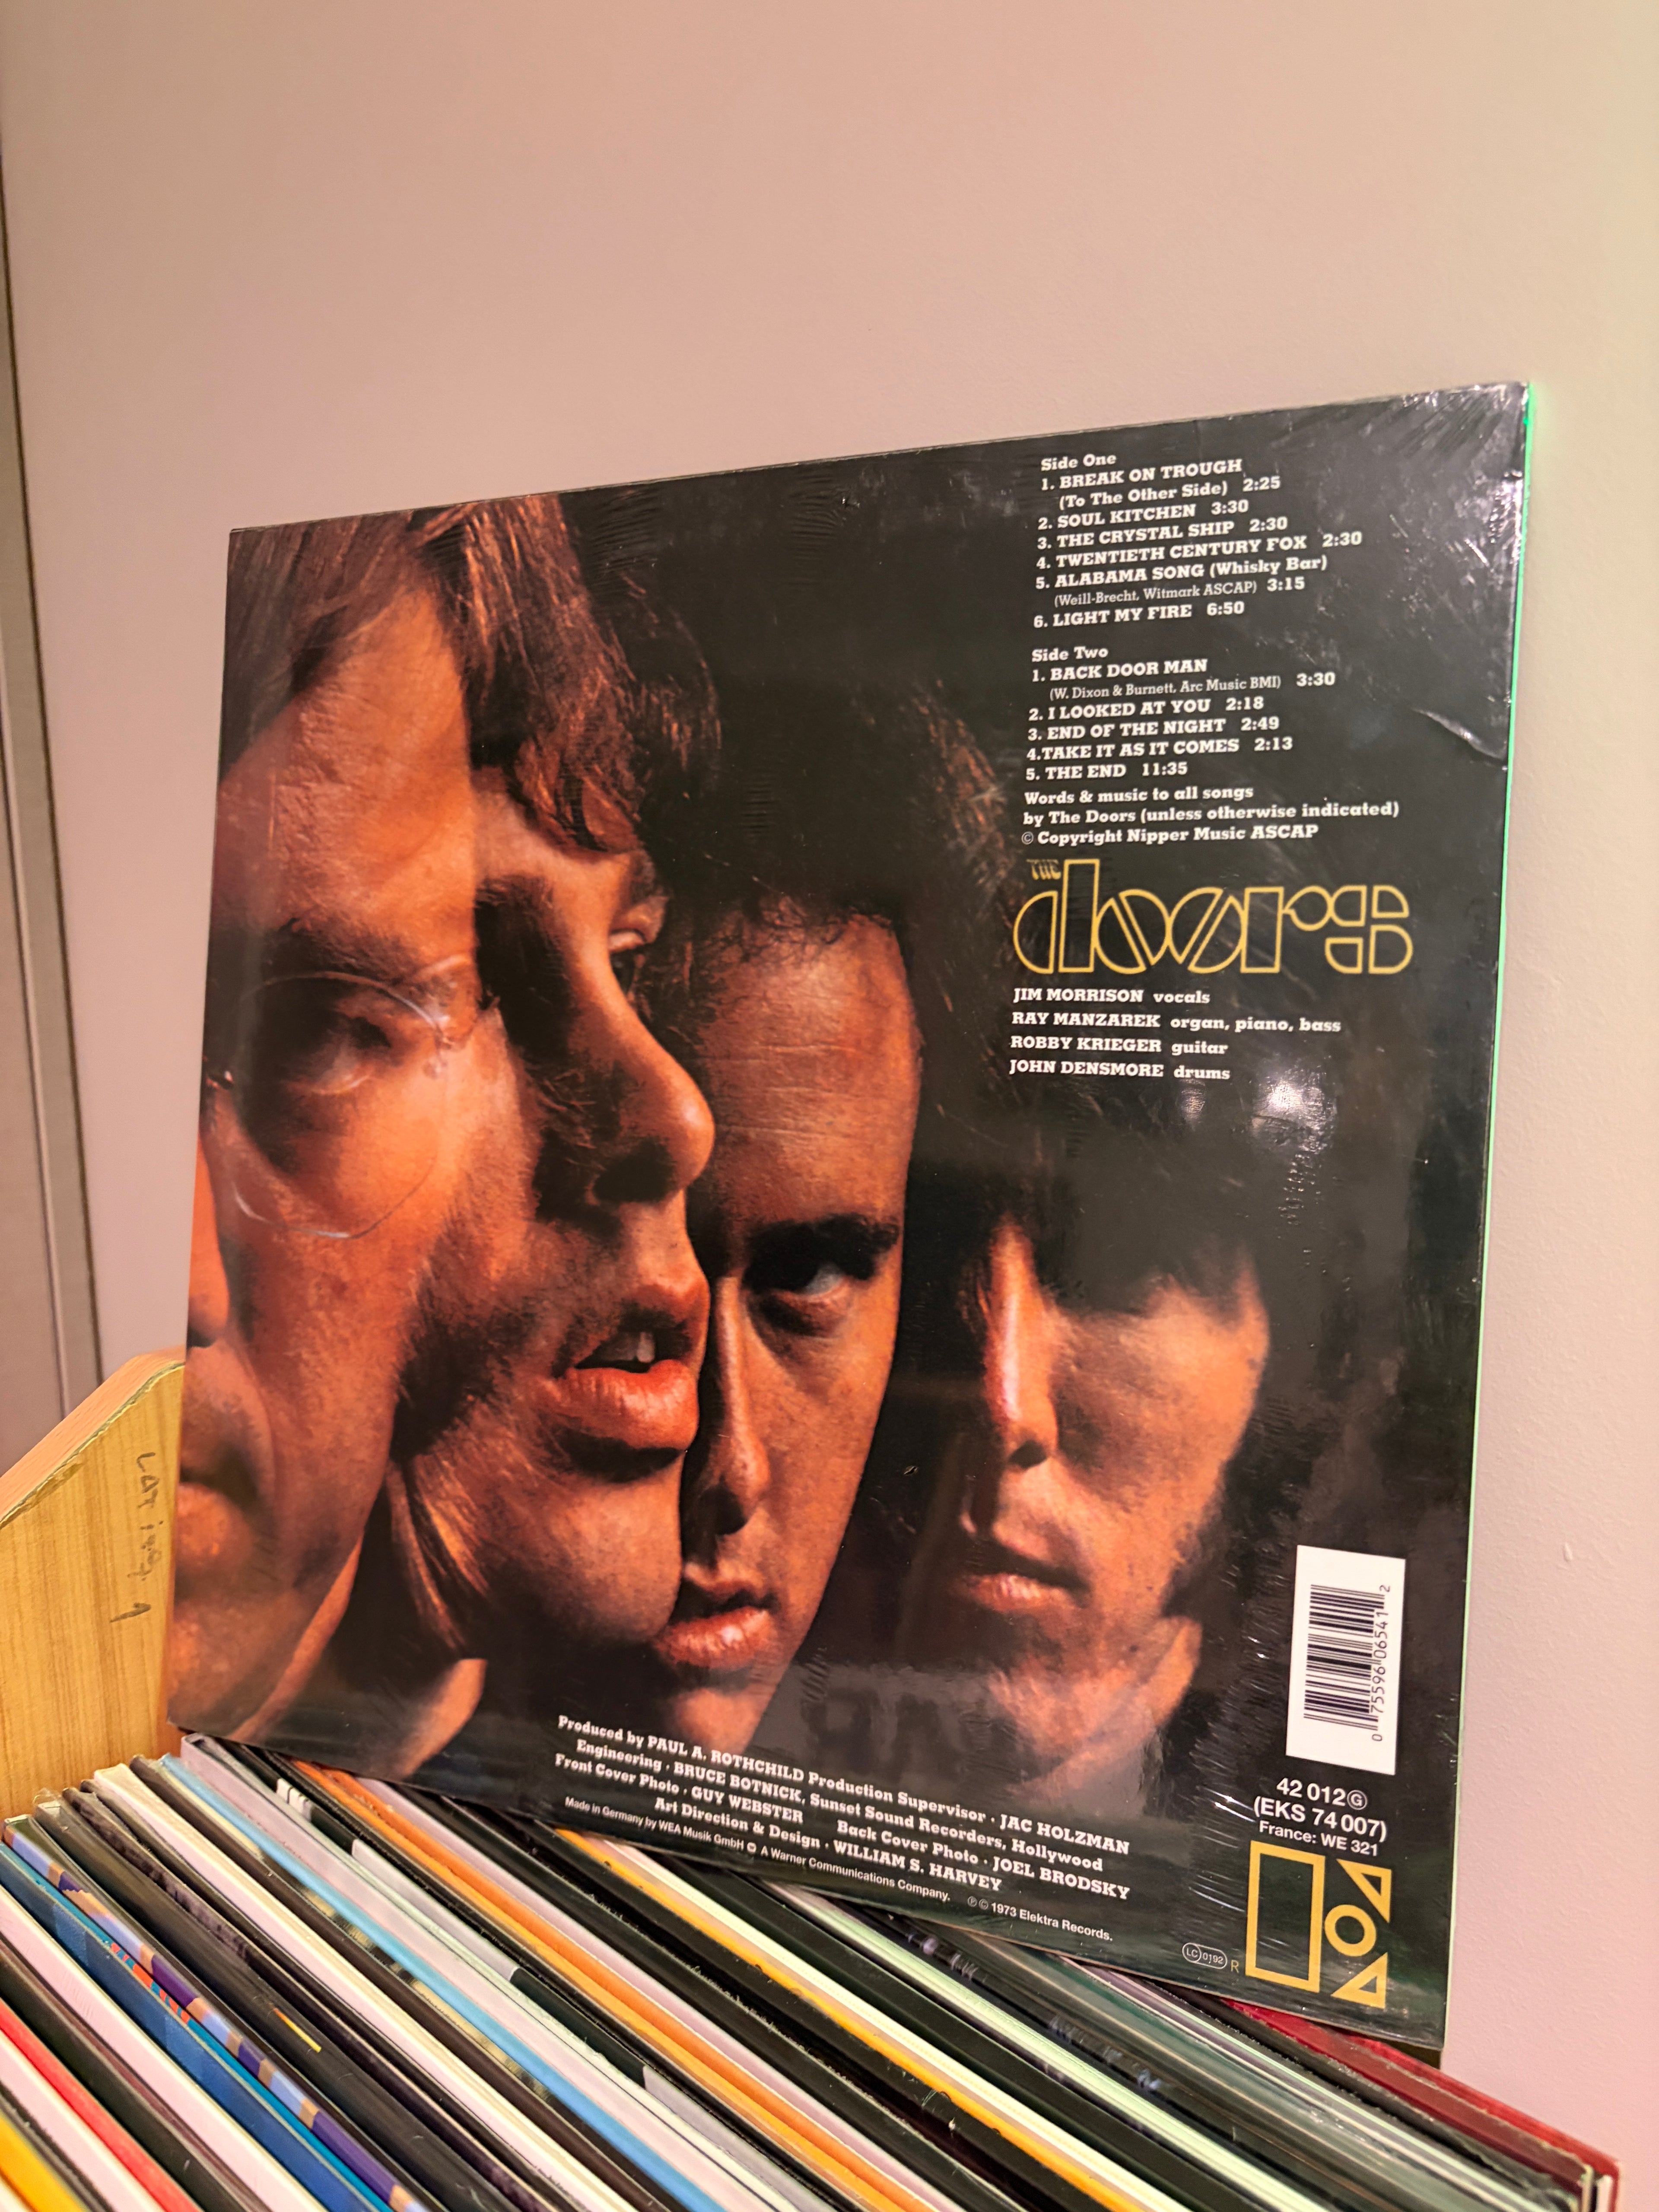 Side One
1. BREAK ON TROUGH
(To The Other Side) 2:25
2. SOUL KITCHEN 3:30
3. THE CRYSTAL SHIP 2:30
4. TWENTIETH CENTURY FOX 2:30
5. ALABAMA SONG (Whisky Bar)
(Weill-Brecht, Witmark ASCAP) 3:15
6. LIGHT MY FIRE 6:50
Side Two
1. BACK DOOR MAN
(W. Dixon & Burnett, Arc Music BMI) 3:30
2. I LOOKED AT YOU 2:18
3. END OF THE NIGHT 2:49
4.TAKE IT AS IT COMES 2:13
5. THE END 11:35
Words & music to all songs
by The Doors (unless otherwise indicated)
© Copyright Nipper Music ASCAP
THE
doors
JIM MORRISON vocals
RAY MANZAREK organ, piano, bass
ROBBY KRIEGER guitar
JOHN DENSMORE drums
0 75596 06541 2
42 012 Ⓖ
(EKS 74 007)
France: WE 321
Produced by PAUL A. ROTHCHILD Production Supervisor · JAC HOLZMAN
Engineering · BRUCE BOTNICK, Sunset Sound Recorders, Hollywood
Front Cover Photo · GUY WEBSTER Back Cover Photo · JOEL BRODSKY
Art Direction & Design · WILLIAM S. HARVEY
Made in Germany by WEA Musik GmbH A Warner Communications Company. ℗ © 1973 Elektra Records.
LC 0192
R